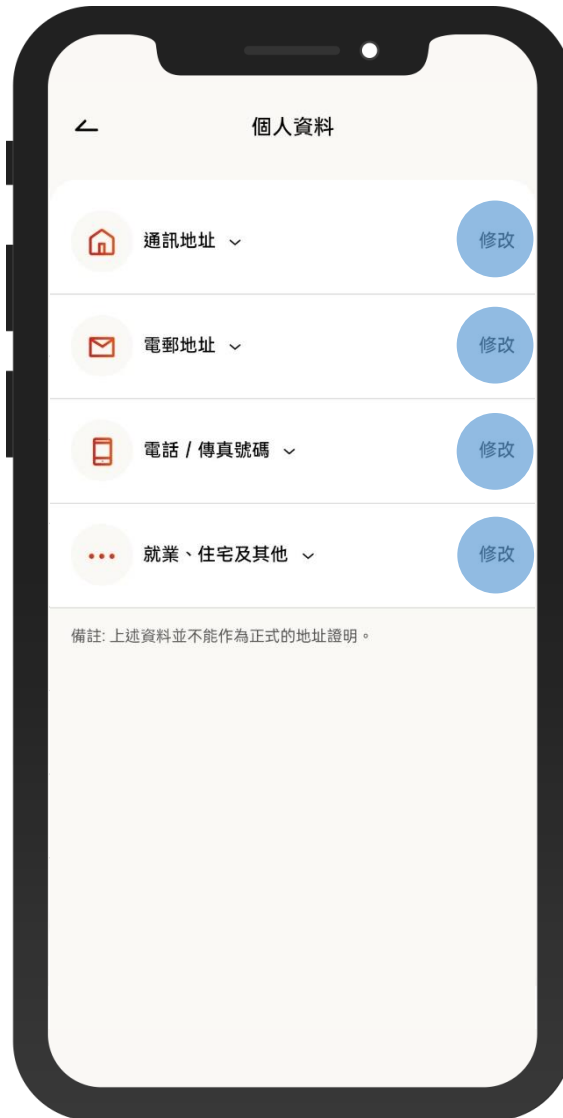 個人資料
通訊地址 修改
電郵地址 修改
電話 / 傳真號碼 修改
就業、住宅及其他 修改
備註: 上述資料並不能作為正式的地址證明。